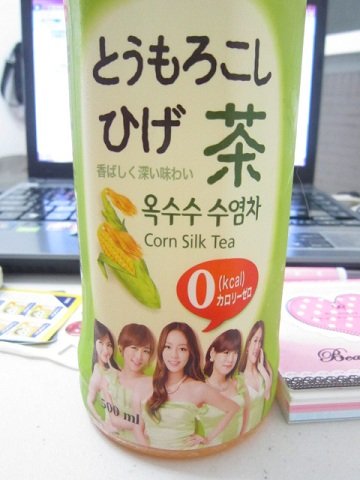 とうもろこし
ひげ 茶
香ばしく深い味わい
옥수수 수염차
Corn Silk Tea
0 (kcal)
カロリーゼロ
500 ml
Bea